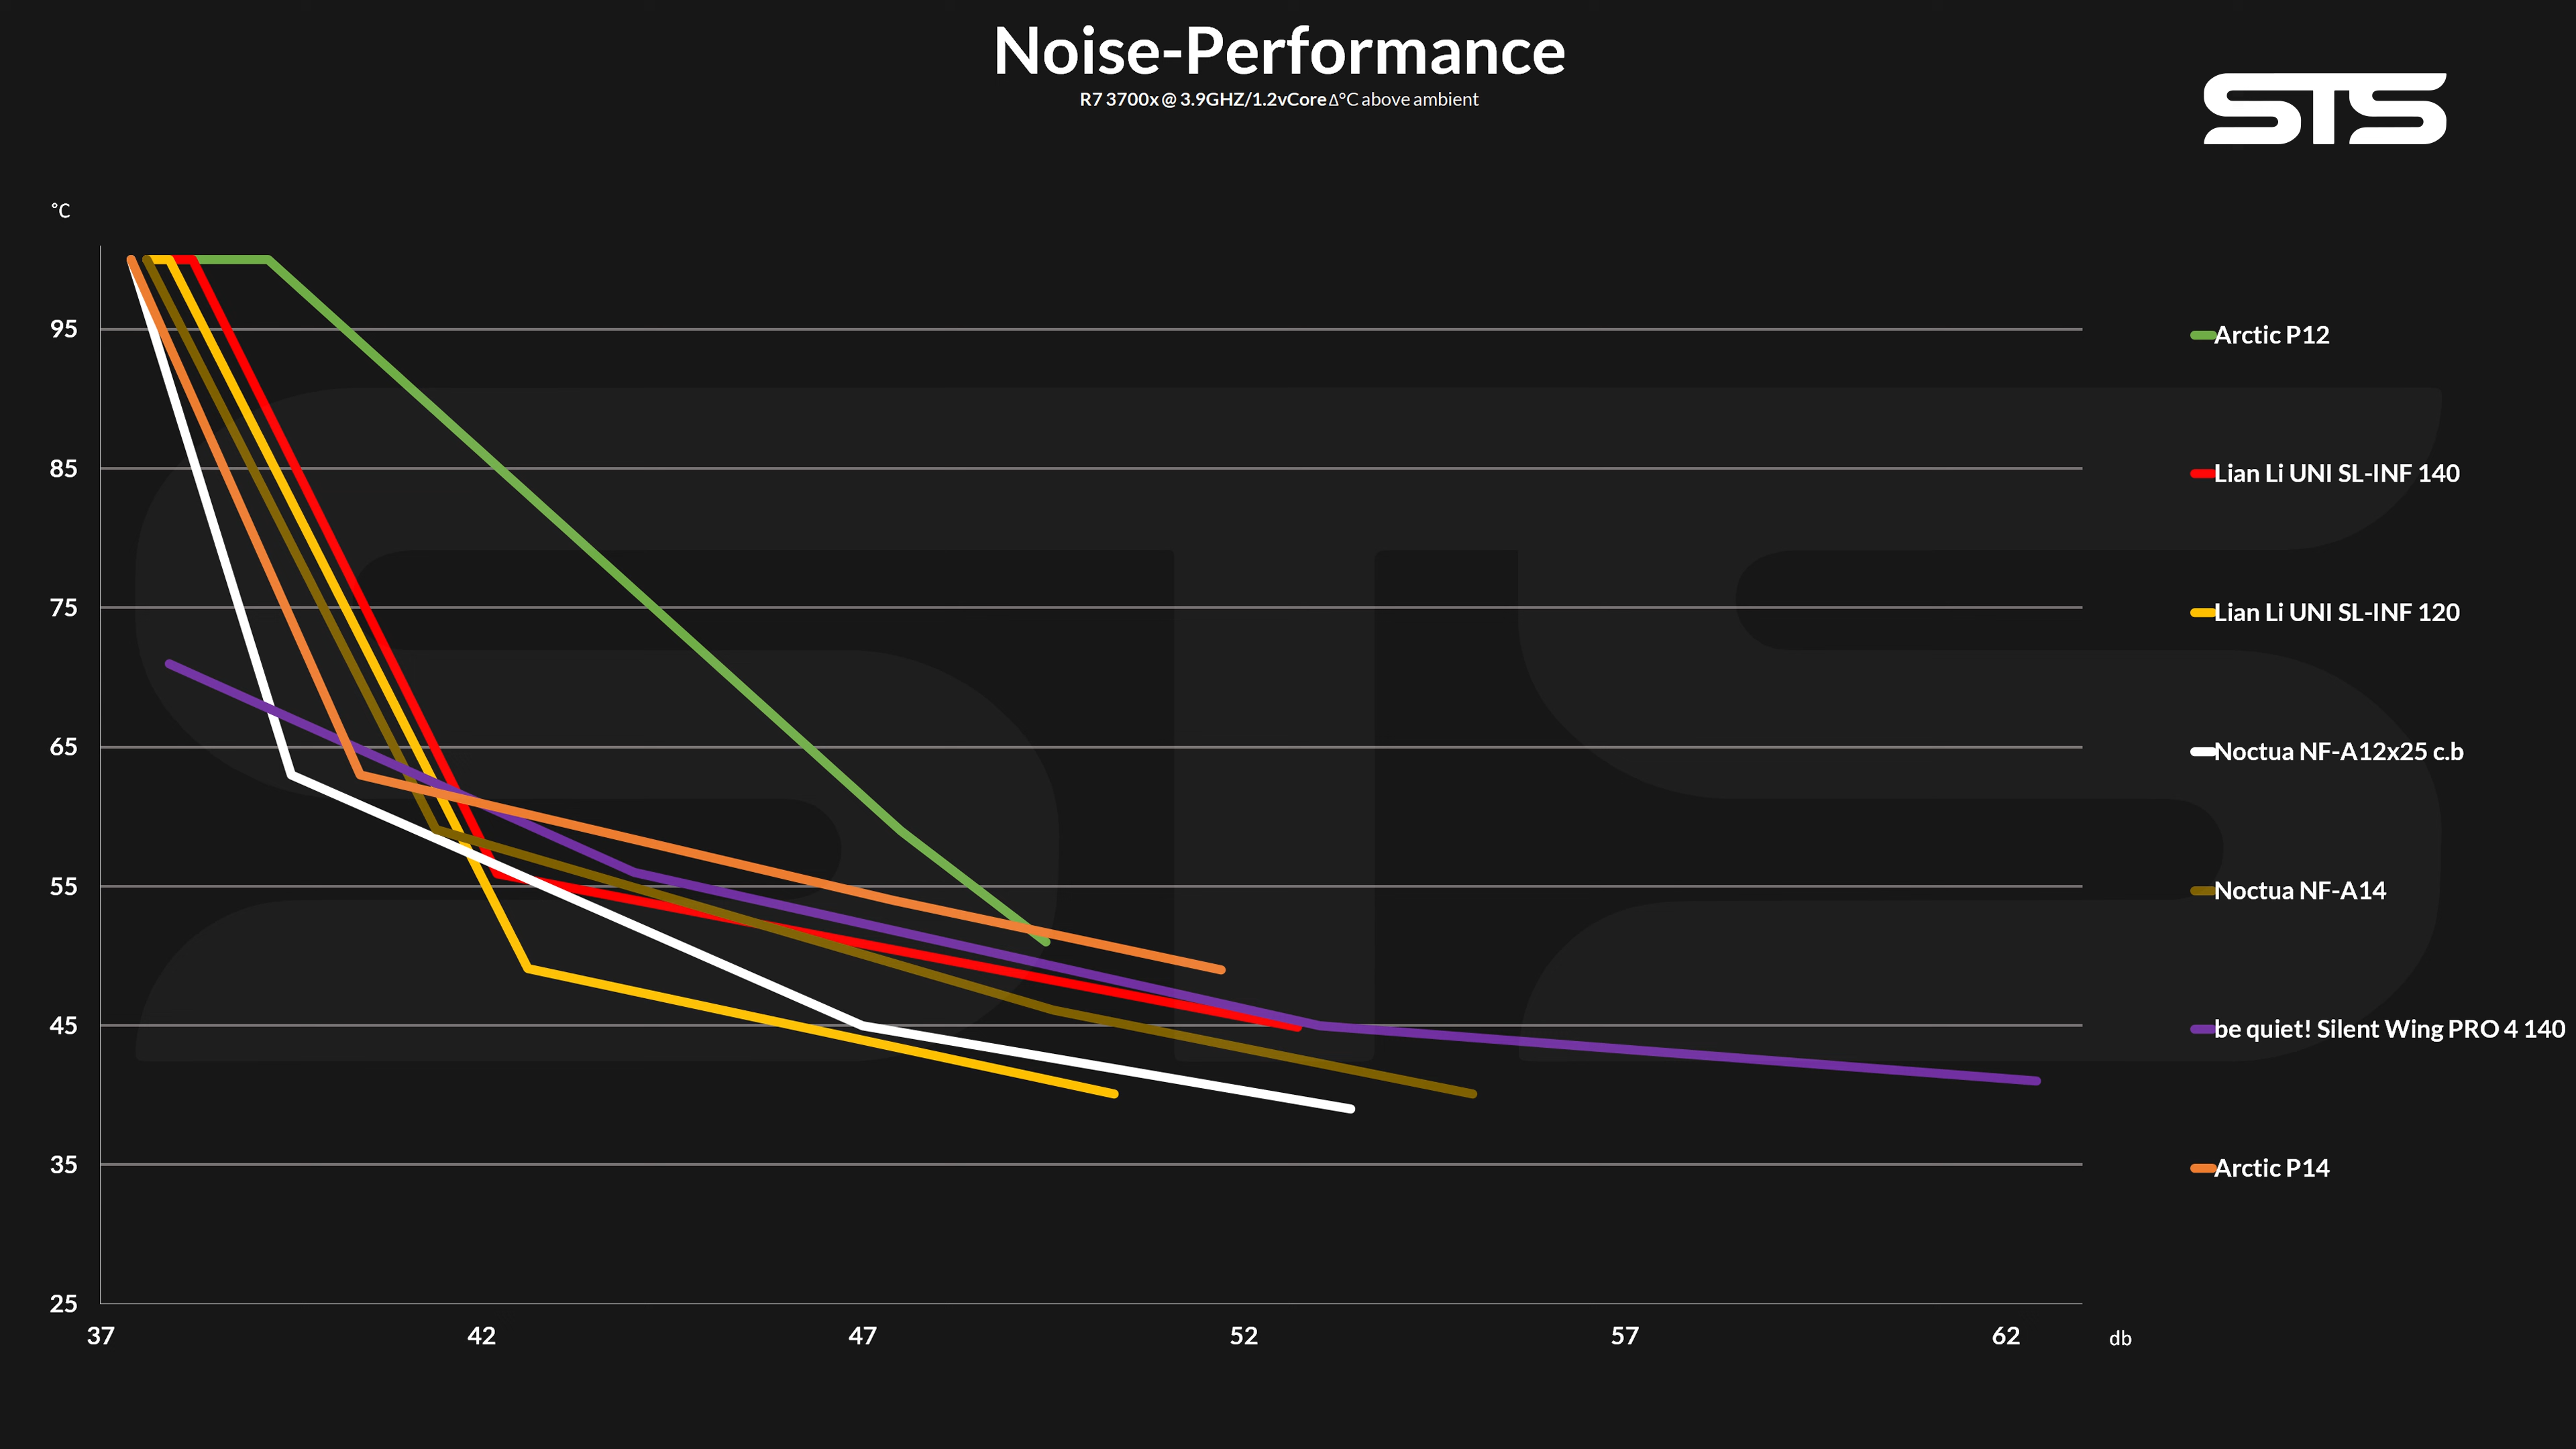 Noise-Performance
R7 3700x @ 3.9GHZ/1.2vCore Δ°C above ambient
STS
°C
95
85
75
65
55
45
35
25
37 42 47 52 57 62 db
Arctic P12
Lian Li UNI SL-INF 140
Lian Li UNI SL-INF 120
Noctua NF-A12x25 c.b
Noctua NF-A14
be quiet! Silent Wing PRO 4 140
Arctic P14